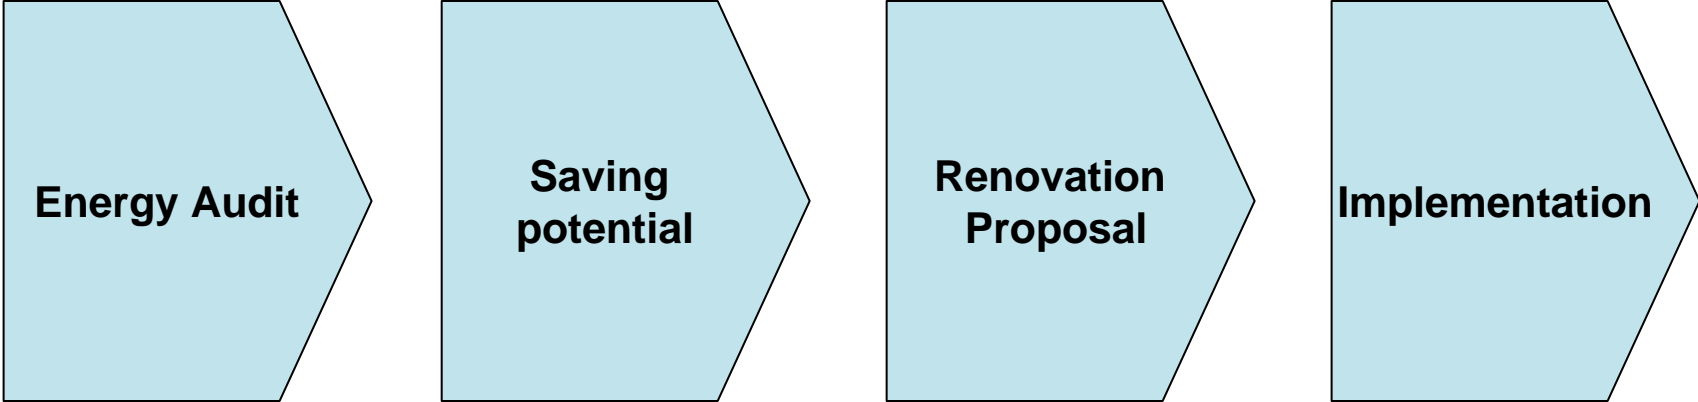 Energy Audit
Saving
potential
Renovation
Proposal
Implementation